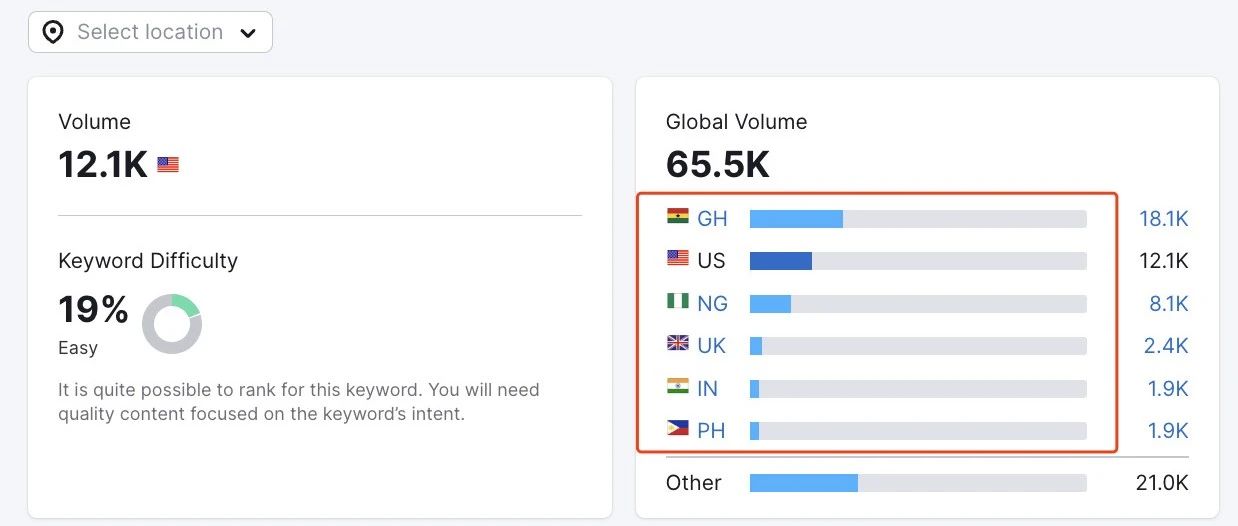 Select location
Volume
12.1K
Keyword Difficulty
19%
Easy
It is quite possible to rank for this keyword. You will need
quality content focused on the keyword’s intent.
Global Volume
65.5K
GH 18.1K
US 12.1K
NG 8.1K
UK 2.4K
IN 1.9K
PH 1.9K
Other 21.0K